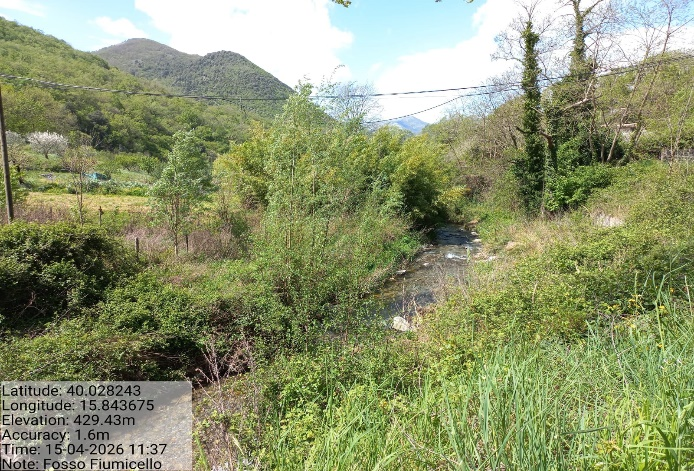 Latitude: 40.028243
Longitude: 15.843675
Elevation: 429.43m
Accuracy: 1.6m
Time: 15-04-2026 11:37
Note: Fosso Fiumicello